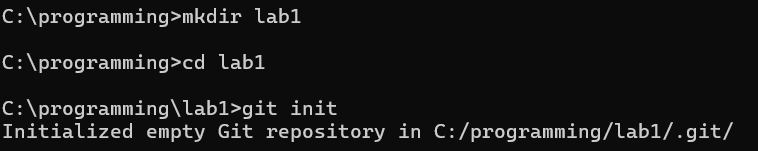 C:\programming>mkdir lab1
C:\programming>cd lab1
C:\programming\lab1>git init
Initialized empty Git repository in C:/programming/lab1/.git/